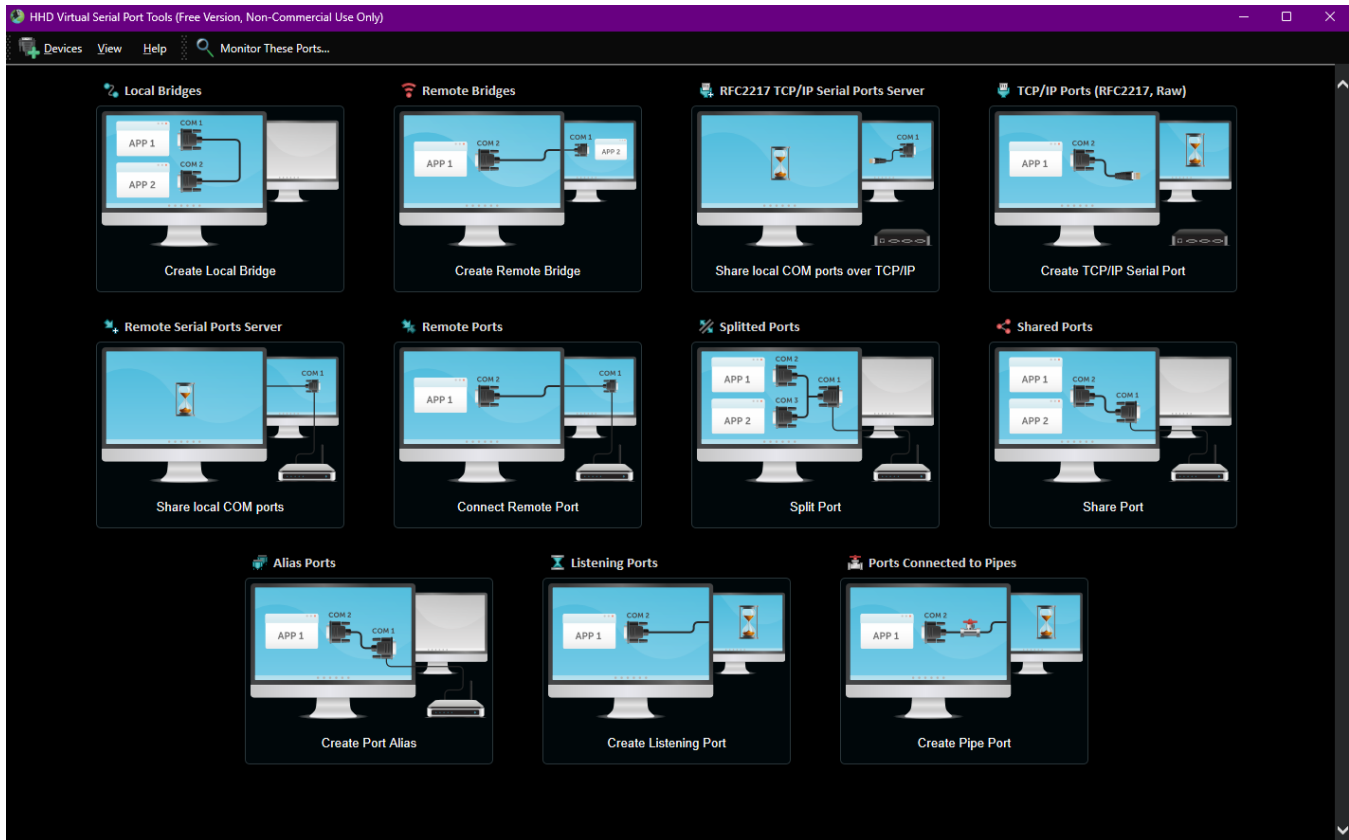 HHD Virtual Serial Port Tools (Free Version, Non-Commercial Use Only)
Devices View Help Monitor These Ports...
Local Bridges
COM 1
APP 1
COM 2
APP 2
Create Local Bridge
Remote Bridges
COM 2
COM 1
APP 1
APP 2
Create Remote Bridge
RFC2217 TCP/IP Serial Ports Server
COM 1
Share local COM ports over TCP/IP
TCP/IP Ports (RFC2217, Raw)
COM 2
APP 1
Create TCP/IP Serial Port
Remote Serial Ports Server
COM 1
Share local COM ports
Remote Ports
COM 2
COM 1
APP 1
Connect Remote Port
Splitted Ports
COM 2
APP 1
COM 1
COM 3
APP 2
Split Port
Shared Ports
APP 1
COM 2
COM 1
APP 2
Share Port
Alias Ports
COM 2
APP 1
COM 1
Create Port Alias
Listening Ports
COM 2
APP 1
Create Listening Port
Ports Connected to Pipes
COM 2
APP 1
Create Pipe Port